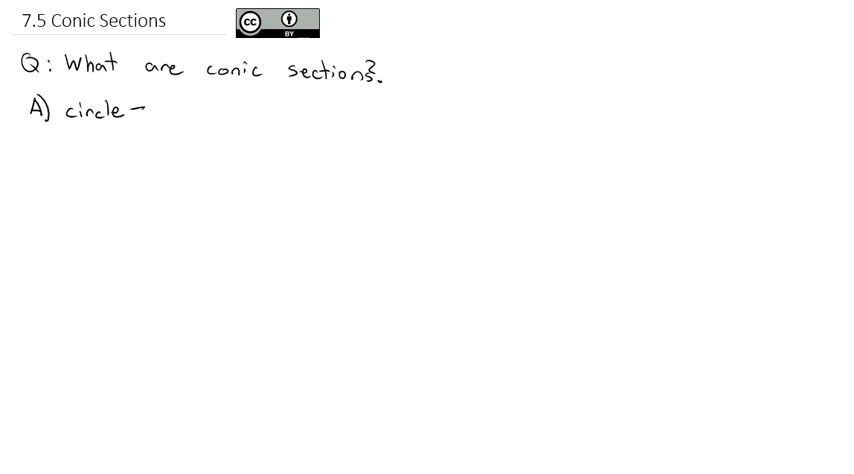 7.5 Conic Sections
cc BY
Q: What are conic sections?
A) circle -